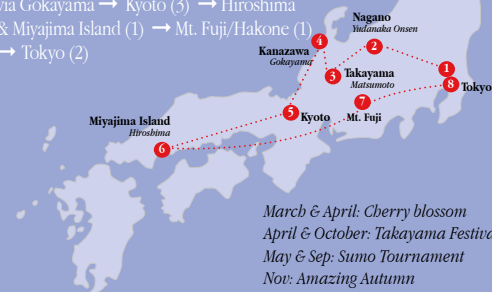 via Gokayama → Kyoto (3) → Hiroshima
& Miyajima Island (1) → Mt. Fuji/Hakone (1)
→ Tokyo (2)
Nagano
Yudanaka Onsen
4
2
Kanazawa
Gokayama
1
3
Takayama
Matsumoto
8
Tokyo
7
Mt. Fuji
5
Kyoto
Miyajima Island
Hiroshima
6
March & April: Cherry blossom
April & October: Takayama
May & Sep: Sumo Tournament
Nov: Amazing Autumn